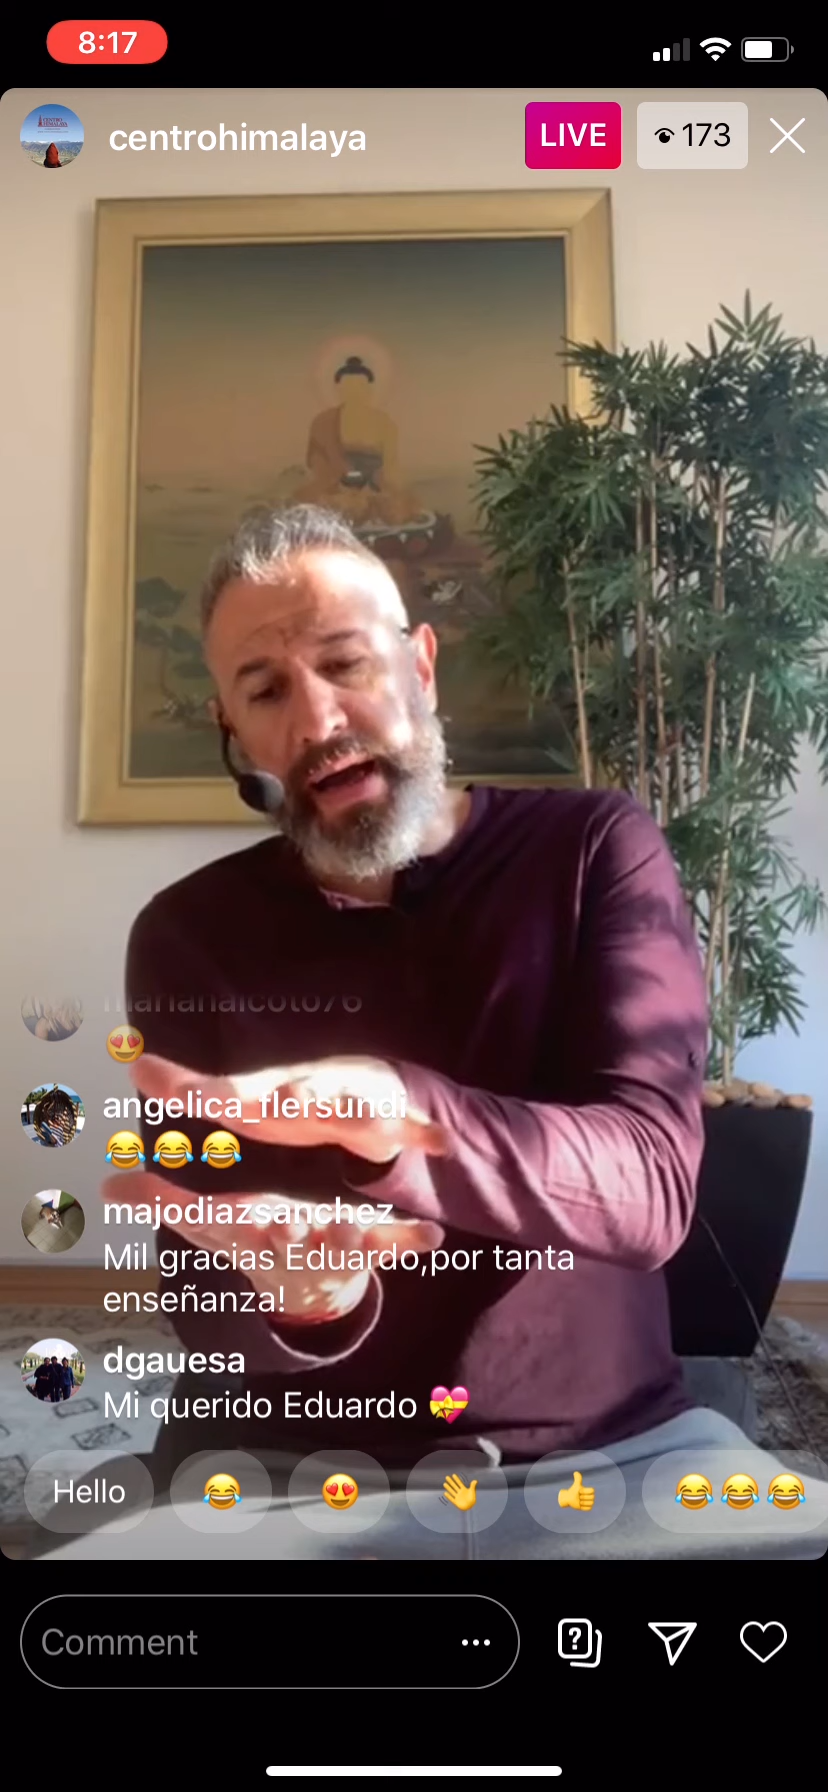 8:17
centrohimalaya
LIVE
173
angelica_flersundi
😂😂😂
majodiazsanchez
Mil gracias Eduardo,por tanta
enseñanza!
dgauesa
Mi querido Eduardo 💝
Hello
Comment